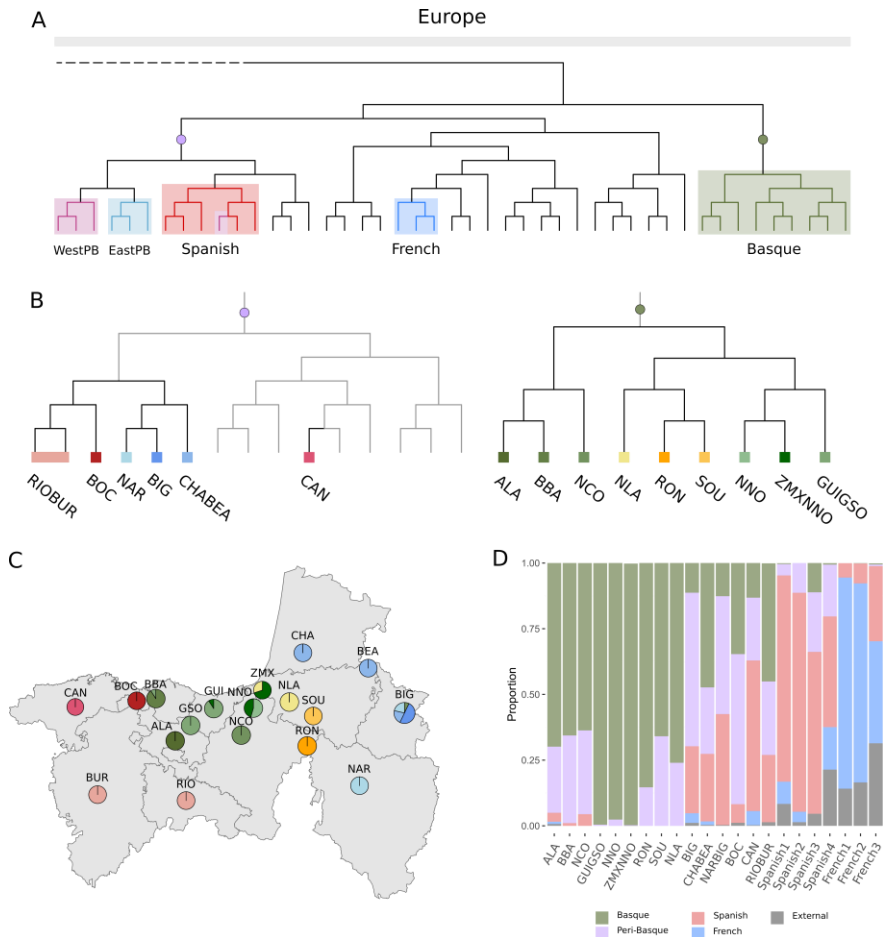 A
Europe
WestPB EastPB Spanish French Basque
B
RIOBUR BOC NAR BIG CHABEA CAN ALA BBA NCO NLA RON SOU NNO ZMXNNO GUIGSO
C
CHA
BEA
ZMX
CAN BOC BBA GUI NNO NLA BIG
GSO SOU
ALA NCO RON
BUR RIO NAR
D
Proportion
1.00
0.75
0.50
0.25
0.00
ALA BBA NCO GUIGSO NNO ZMXNNO RON SOU NLA BIG CHABEA NARBIG BOC CAN RIOBUR Spanish1 Spanish2 Spanish3 Spanish4 French1 French2 French3
Basque Spanish External
Peri-Basque French